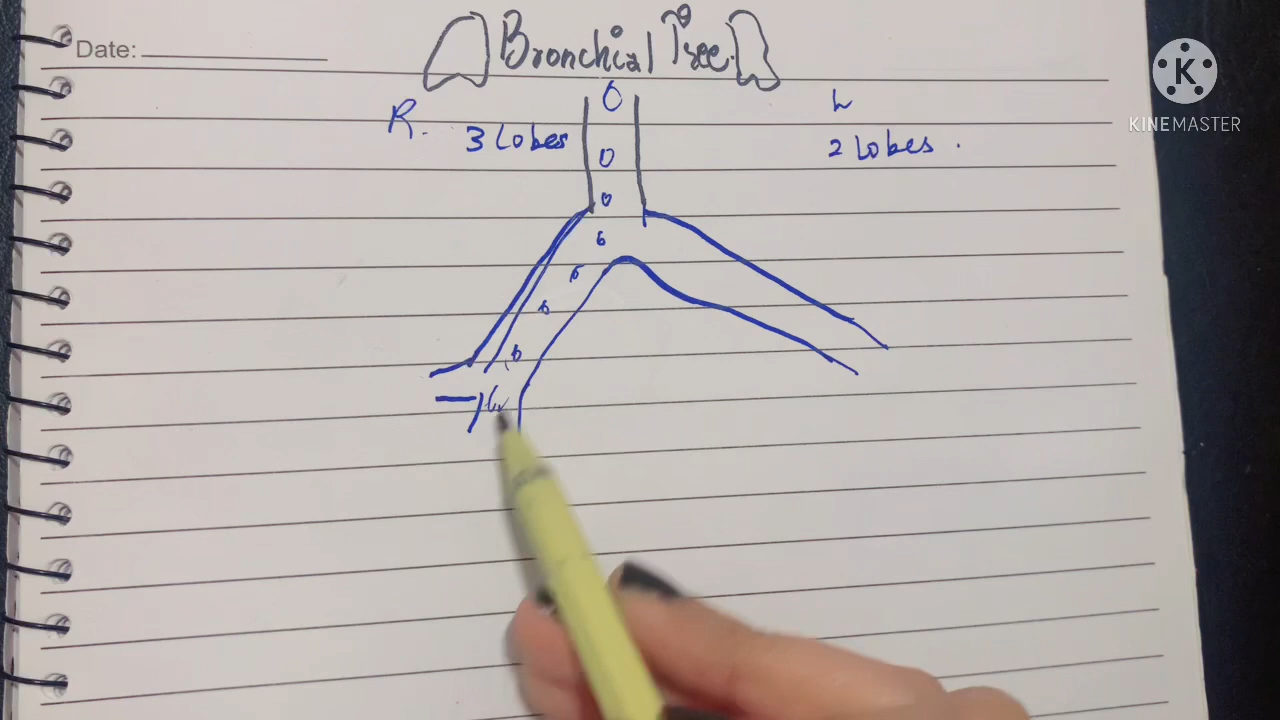 Date:
Bronchial Tree
R.
3 Lobes
L
2 Lobes .
K
KINEMASTER